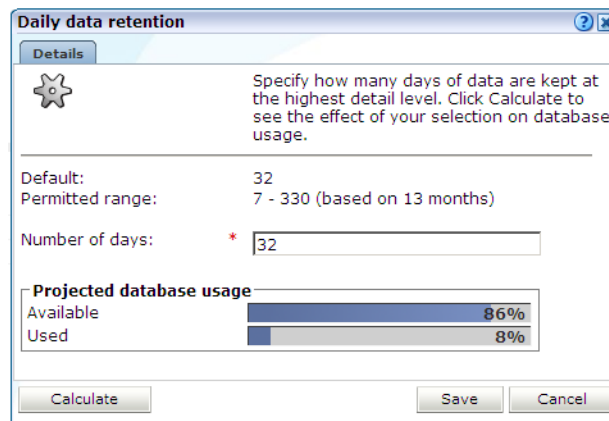 Daily data retention
Details
Specify how many days of data are kept at
the highest detail level. Click Calculate to
see the effect of your selection on database
usage.
Default: 32
Permitted range: 7 - 330 (based on 13 months)
Number of days: * 32
Projected database usage
Available 86%
Used 8%
Calculate Save Cancel